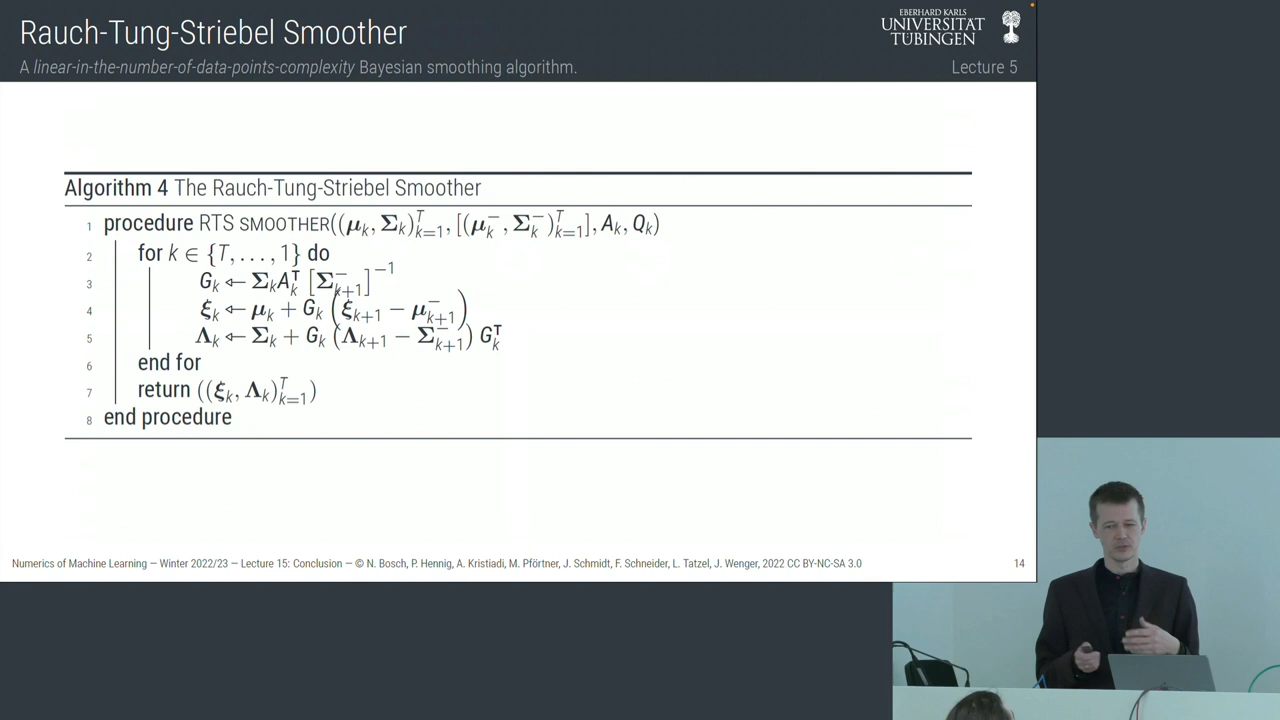 Rauch-Tung-Striebel Smoother
EBERHARD KARLS
UNIVERSITÄT
TÜBINGEN
A linear-in-the-number-of-data-points-complexity Bayesian smoothing algorithm.
Lecture 5
Algorithm 4 The Rauch-Tung-Striebel Smoother
1 procedure RTS SMOOTHER((μ_k, Σ_k)_{k=1}^T, [(μ_k^−, Σ_k^−)_{k=1}^T], A_k, Q_k)
2 for k ∈ {T, . . . , 1} do
3 G_k ← Σ_k A_k^⊤ [Σ_{k+1}^−]^{−1}
4 ξ_k ← μ_k + G_k (ξ_{k+1} − μ_{k+1}^−)
5 Λ_k ← Σ_k + G_k (Λ_{k+1} − Σ_{k+1}^−) G_k^⊤
6 end for
7 return ((ξ_k, Λ_k)_{k=1}^T)
8 end procedure
Numerics of Machine Learning — Winter 2022/23 — Lecture 15: Conclusion — © N. Bosch, P. Hennig, A. Kristiadi, M. Pförtner, J. Schmidt, F. Schneider, L. Tatzel, J. Wenger, 2022 CC BY-NC-SA 3.0
14